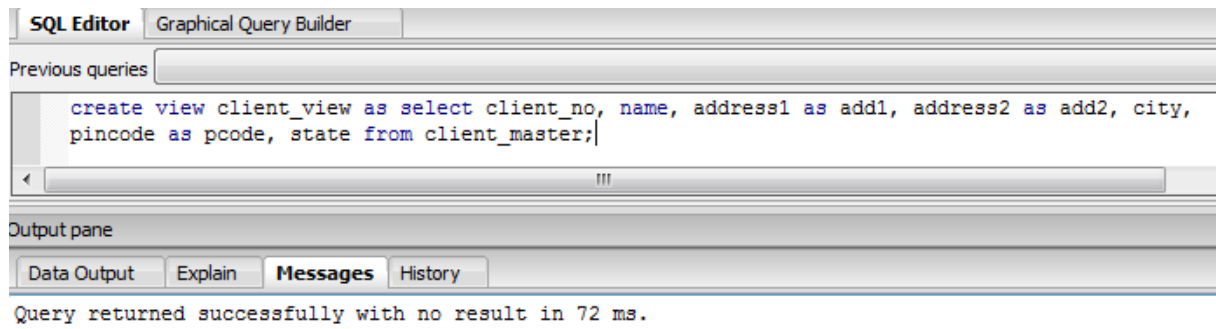 SQL Editor Graphical Query Builder
Previous queries
create view client_view as select client_no, name, address1 as add1, address2 as add2, city,
pincode as pcode, state from client_master;
Output pane
Data Output Explain Messages History
Query returned successfully with no result in 72 ms.